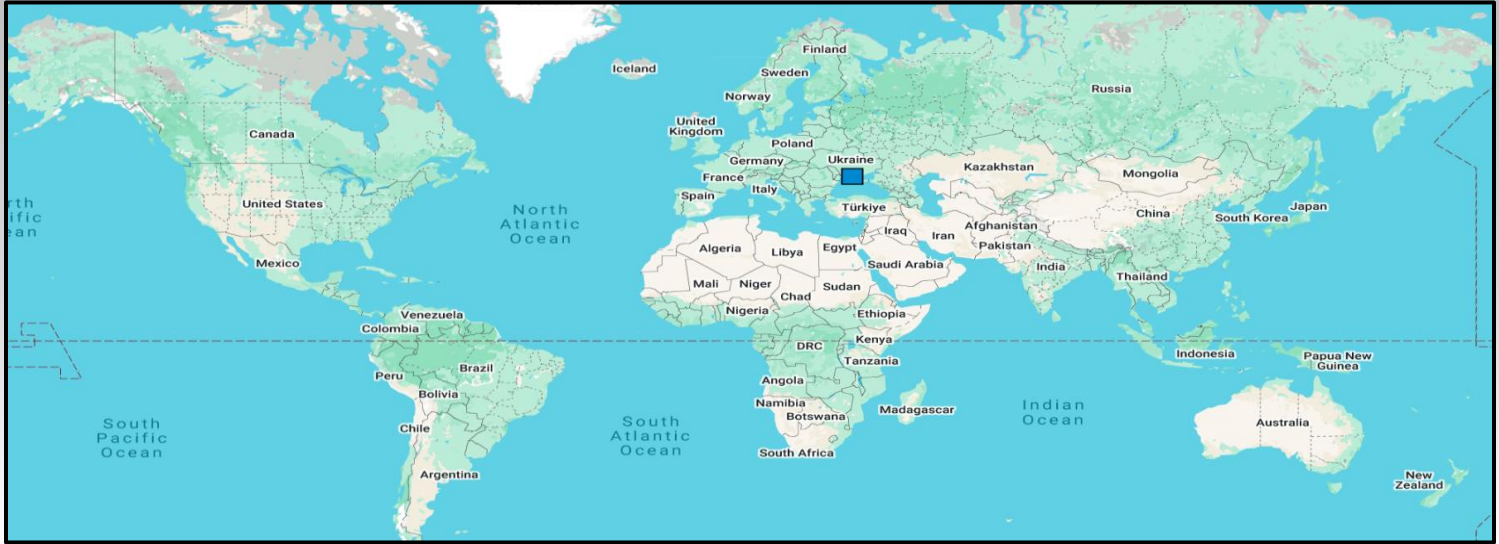 Finland
Iceland
Sweden
Russia
Norway
United
Kingdom
Canada
Poland
Ukraine
Germany
Kazakhstan
Mongolia
France
Italy
Spain
United States
rth
ific
ean
North
Atlantic
Ocean
Türkiye
Japan
China
South Korea
Afghanistan
Iraq
Iran
Pakistan
Algeria
Libya
Egypt
Mexico
Saudi Arabia
India
Thailand
Mali
Niger
Sudan
Chad
Nigeria
Ethiopia
Venezuela
Colombia
Kenya
DRC
Indonesia
Papua New
Guinea
Tanzania
Brazil
Peru
Angola
Bolivia
Namibia
Botswana
Madagascar
Indian
Ocean
South
Pacific
Ocean
Chile
South
Atlantic
Ocean
Australia
South Africa
Argentina
New
Zealand